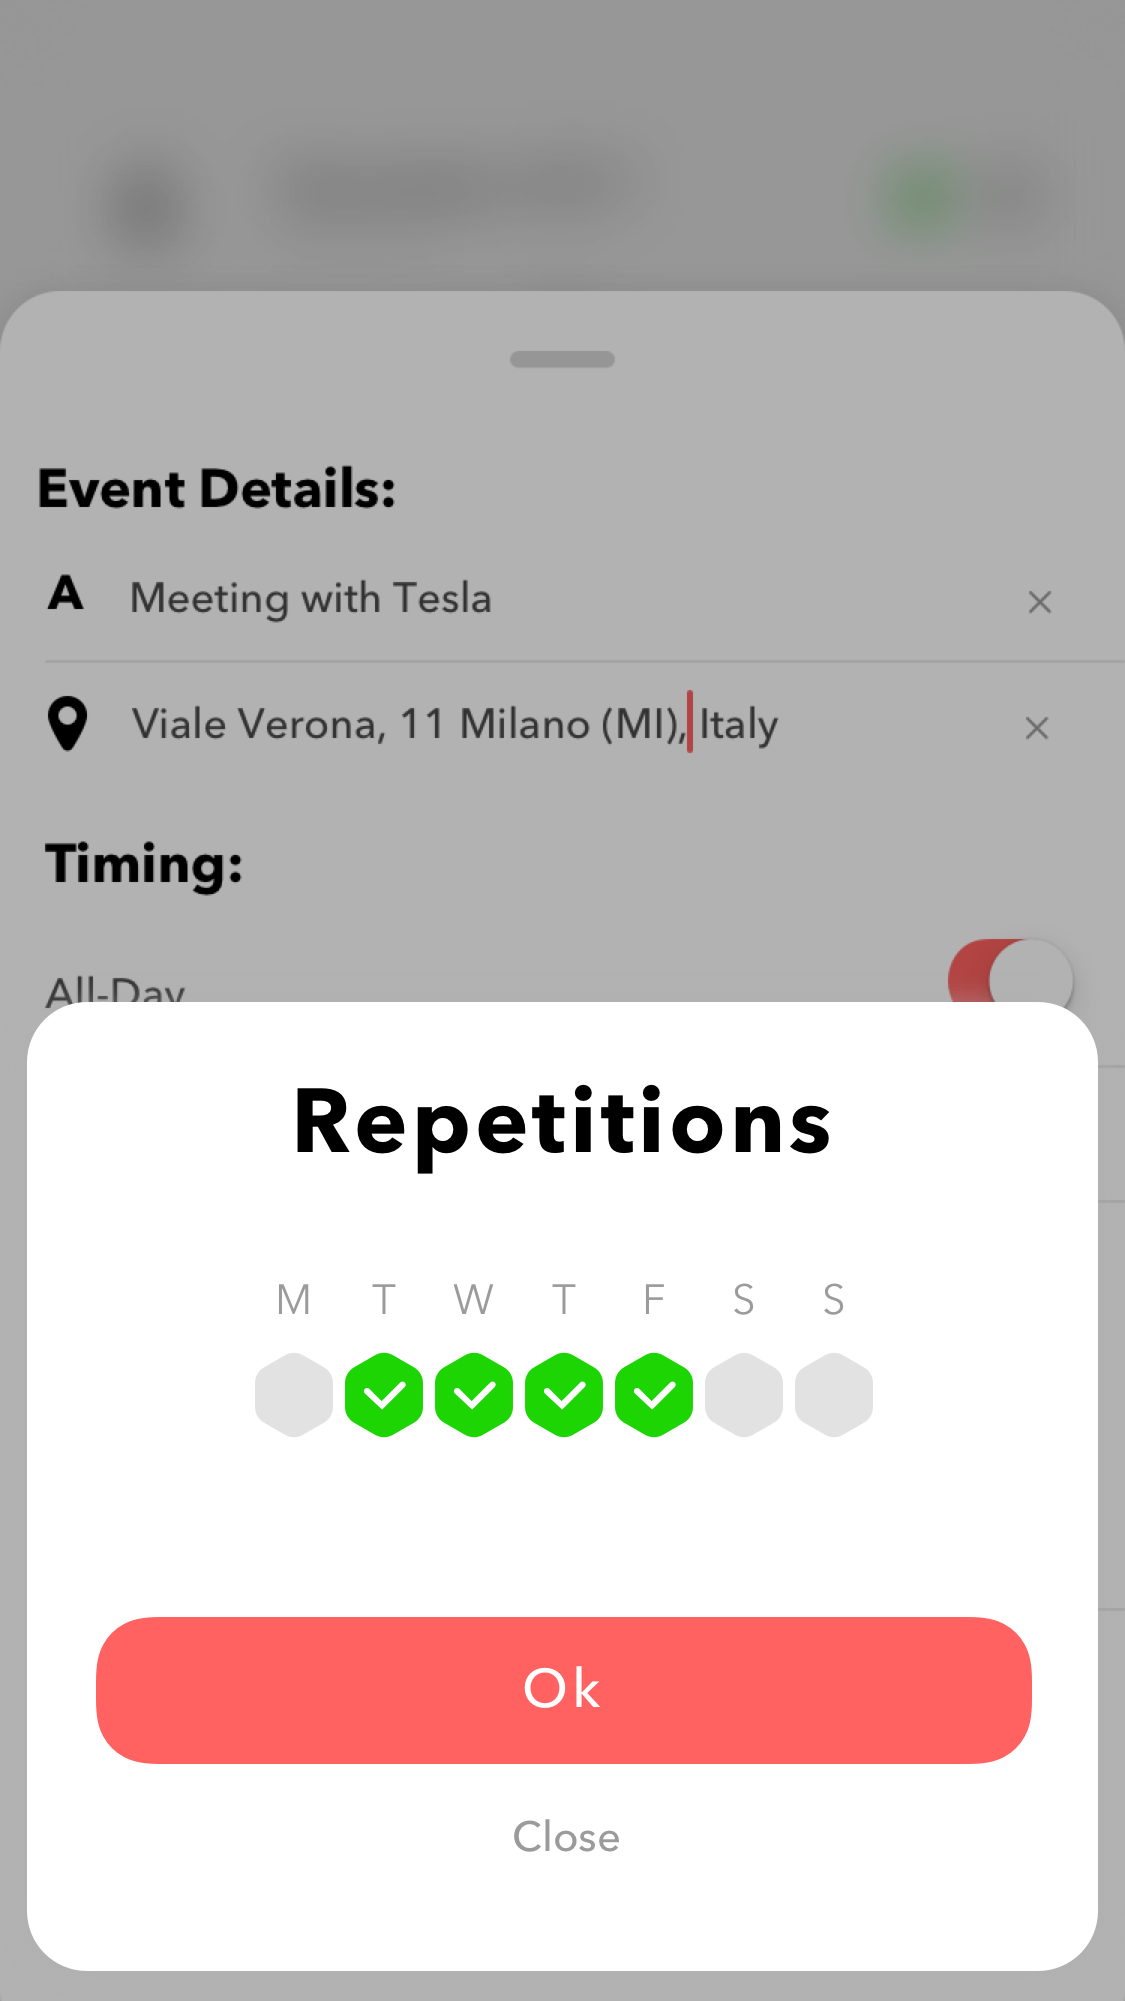 Event Details:
A Meeting with Tesla
Viale Verona, 11 Milano (MI), Italy
Timing:
All-Day
Repetitions
M T W T F S S
Ok
Close